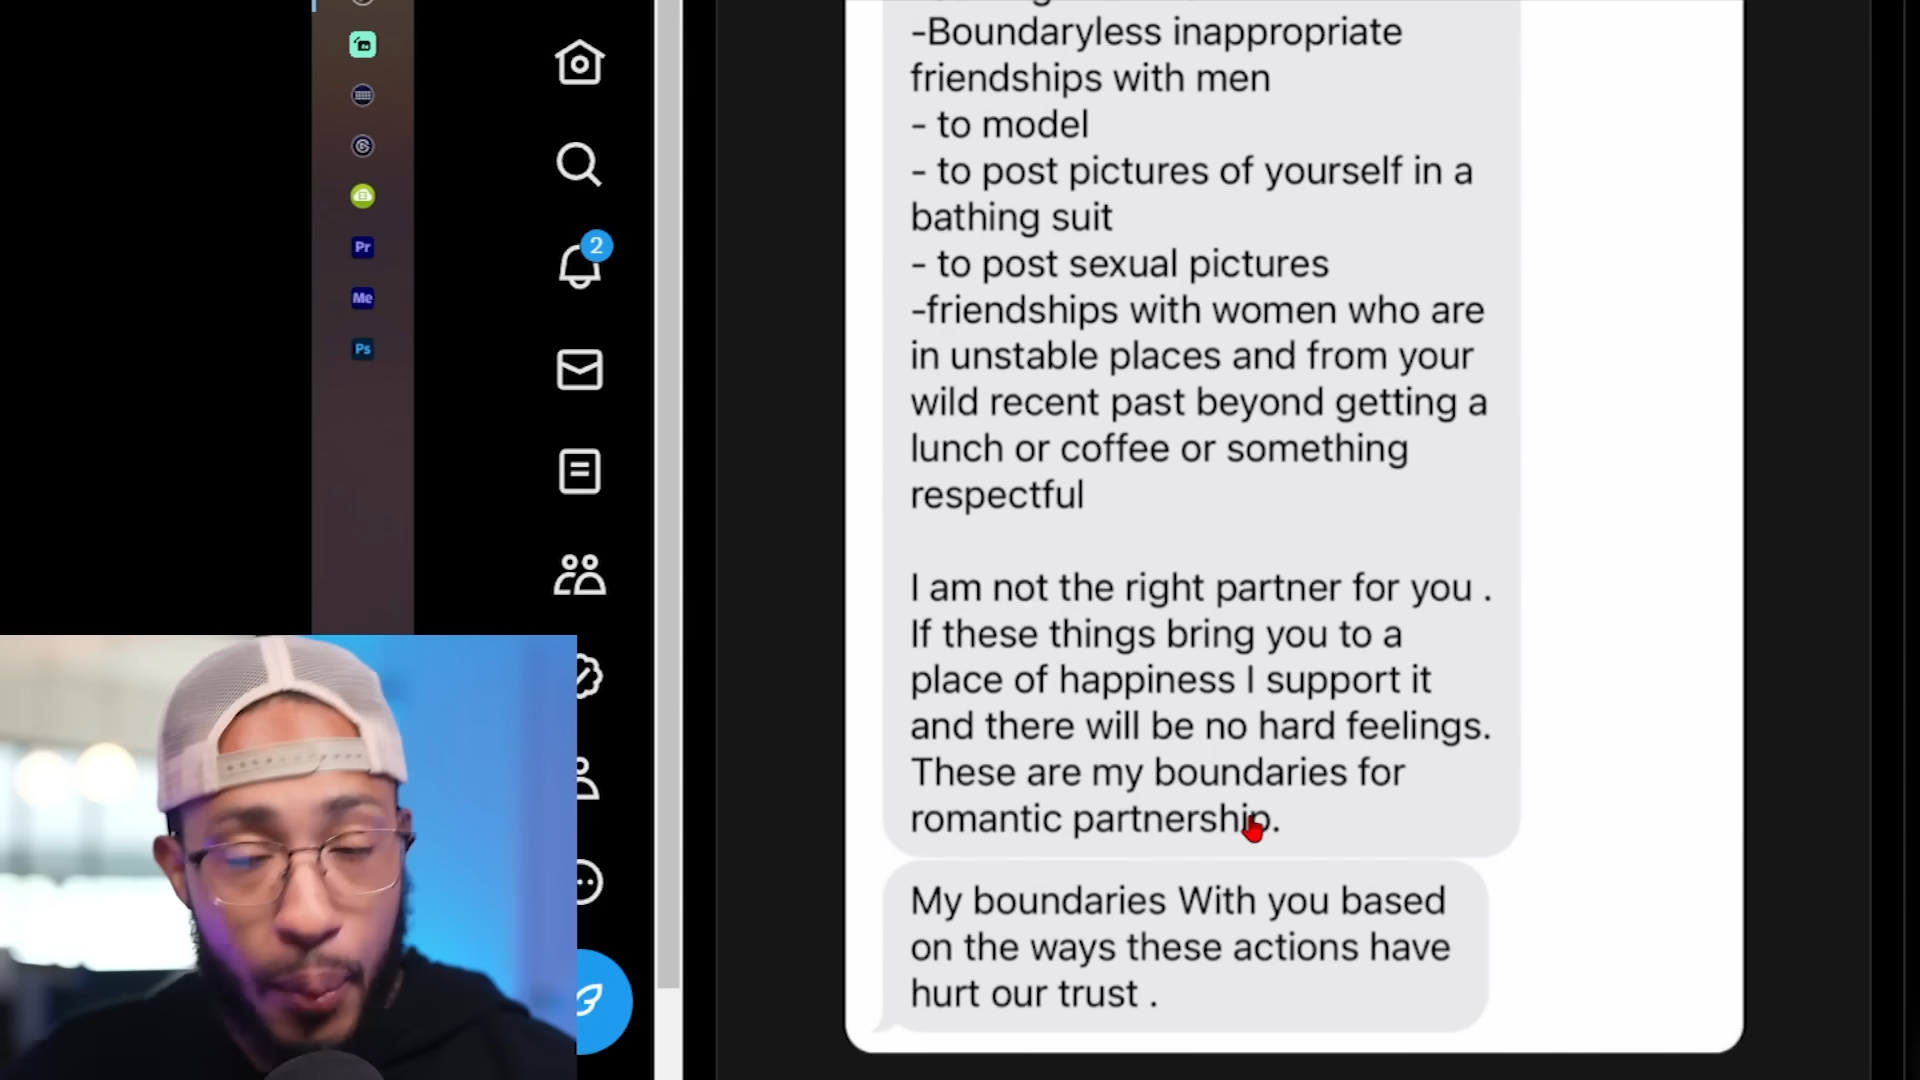 -Boundaryless inappropriate
friendships with men
- to model
- to post pictures of yourself in a
bathing suit
- to post sexual pictures
-friendships with women who are
in unstable places and from your
wild recent past beyond getting a
lunch or coffee or something
respectful
I am not the right partner for you .
If these things bring you to a
place of happiness I support it
and there will be no hard feelings.
These are my boundaries for
romantic partnership.
My boundaries With you based
on the ways these actions have
hurt our trust .
2
Pr
Me
Ps